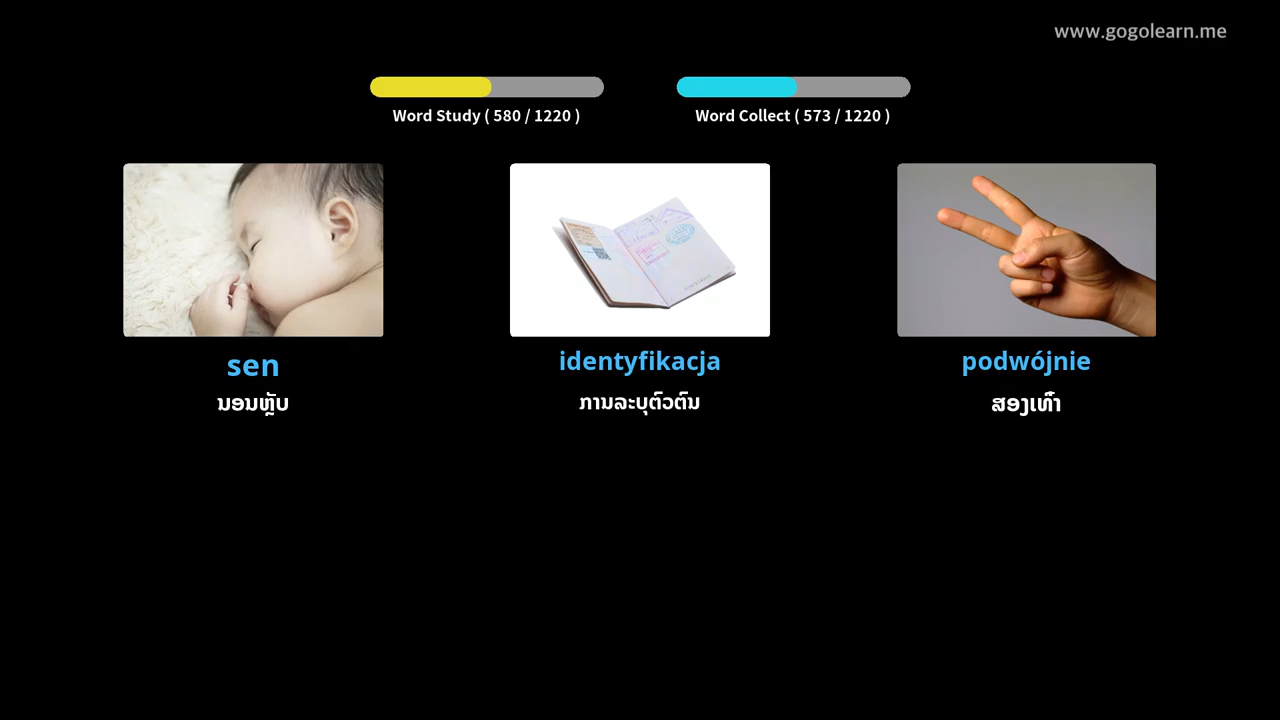 www.gogolearn.me
Word Study ( 580 / 1220 )
Word Collect ( 573 / 1220 )
sen
identyfikacja
podwójnie
ນອນຫຼັບ
ການລະບຸຕົວຕົນ
ສອງເທົ່າ